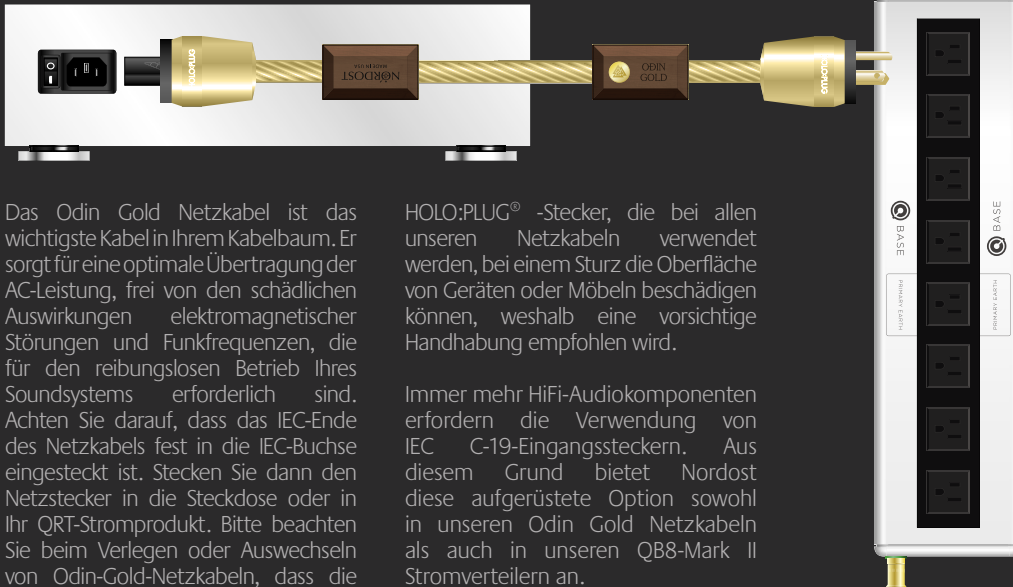 HOLO:PLUG
NORDOST
MADE IN USA
ODIN
GOLD
HOLO:PLUG
Das Odin Gold Netzkabel ist das
wichtigste Kabel in Ihrem Kabelbaum. Er
sorgt für eine optimale Übertragung der
AC-Leistung, frei von den schädlichen
Auswirkungen elektromagnetischer
Störungen und Funkfrequenzen, die
für den reibungslosen Betrieb Ihres
Soundsystems erforderlich sind.
Achten Sie darauf, dass das IEC-Ende
des Netzkabels fest in die IEC-Buchse
eingesteckt ist. Stecken Sie dann den
Netzstecker in die Steckdose oder in
Ihr QRT-Stromprodukt. Bitte beachten
Sie beim Verlegen oder Auswechseln
von Odin-Gold-Netzkabeln, dass die
HOLO:PLUG® -Stecker, die bei allen
unseren Netzkabeln verwendet
werden, bei einem Sturz die Oberfläche
von Geräten oder Möbeln beschädigen
können, weshalb eine vorsichtige
Handhabung empfohlen wird.
Immer mehr HiFi-Audiokomponenten
erfordern die Verwendung von
IEC C-19-Eingangssteckern. Aus
diesem Grund bietet Nordost
diese aufgerüstete Option sowohl
in unseren Odin Gold Netzkabeln
als auch in unseren QB8-Mark II
Stromverteilern an.
BASE
PRIMARY EARTH
BASE
PRIMARY EARTH